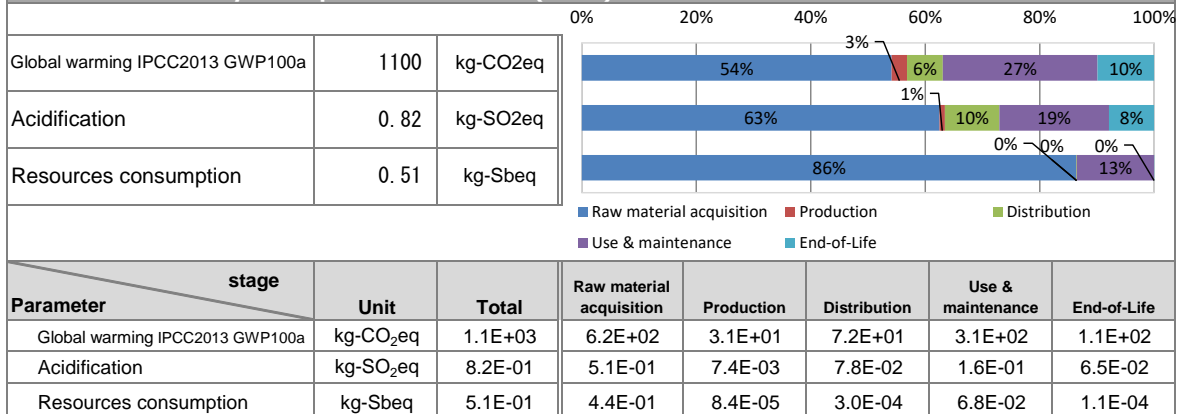 0% 20% 40% 60% 80% 100%
Global warming IPCC2013 GWP100a 1100 kg-CO2eq
3%
54% 6% 27% 10%
Acidification 0.82 kg-SO2eq
1%
63% 10% 19% 8%
Resources consumption 0.51 kg-Sbeq
0% 0% 0%
86% 13%
Raw material acquisition Production Distribution
Use & maintenance End-of-Life
stage
Parameter Unit Total Raw material acquisition Production Distribution Use & maintenance End-of-Life
Global warming IPCC2013 GWP100a kg-CO₂eq 1.1E+03 6.2E+02 3.1E+01 7.2E+01 3.1E+02 1.1E+02
Acidification kg-SO₂eq 8.2E-01 5.1E-01 7.4E-03 7.8E-02 1.6E-01 6.5E-02
Resources consumption kg-Sbeq 5.1E-01 4.4E-01 8.4E-05 3.0E-04 6.8E-02 1.1E-04